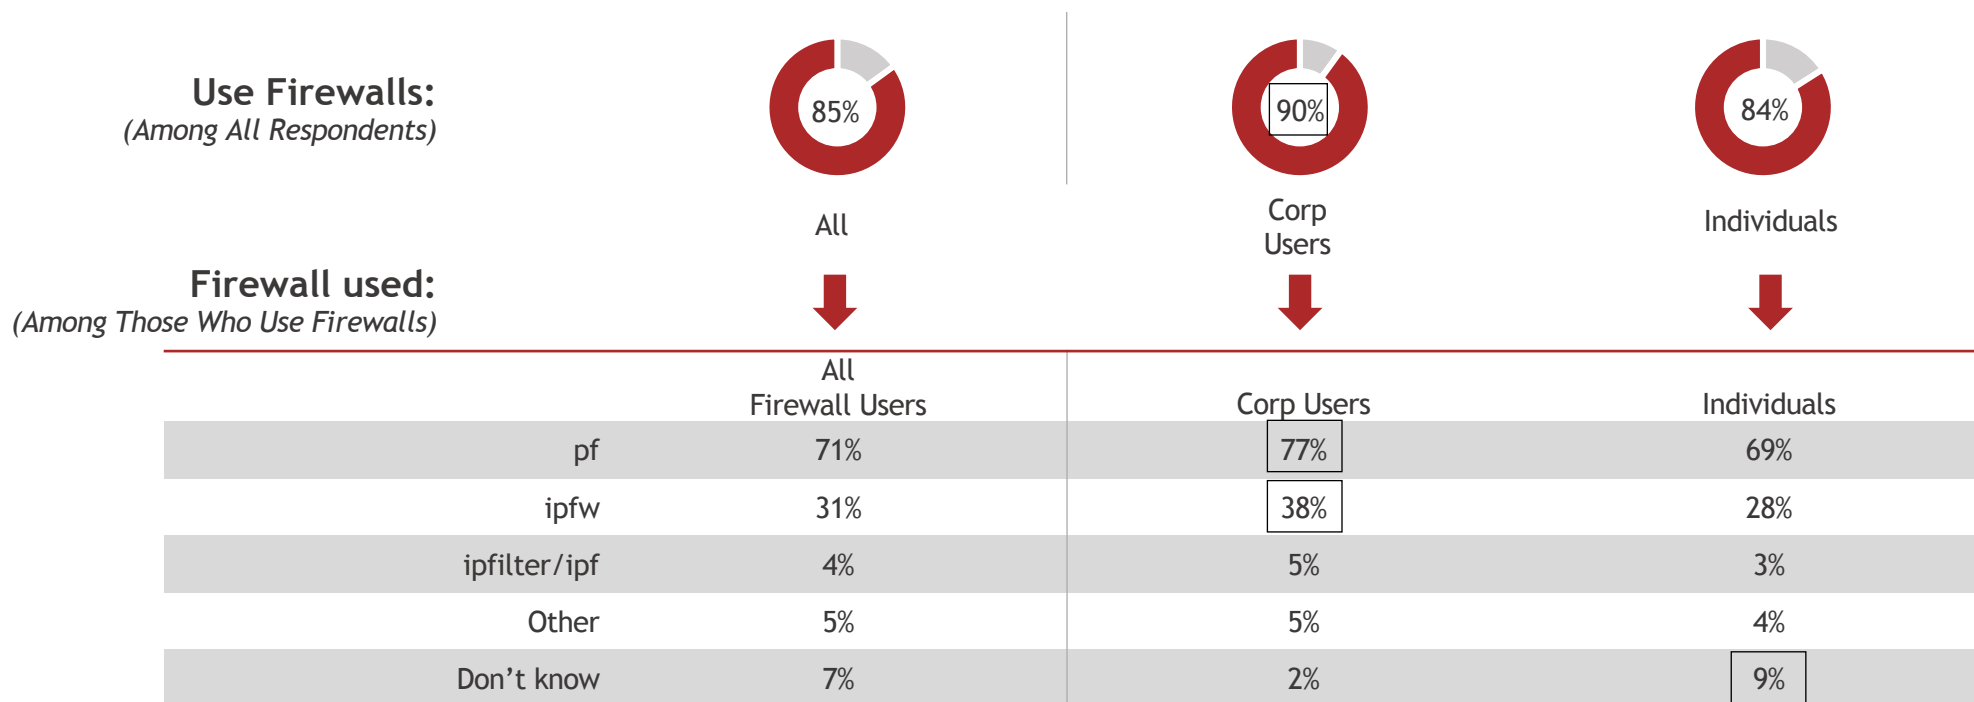 Use Firewalls:
(Among All Respondents)
85%
90%
84%
All
Corp
Users
Individuals
Firewall used:
(Among Those Who Use Firewalls)
All
Firewall Users
Corp Users
Individuals
pf 71% 77% 69%
ipfw 31% 38% 28%
ipfilter/ipf 4% 5% 3%
Other 5% 5% 4%
Don’t know 7% 2% 9%